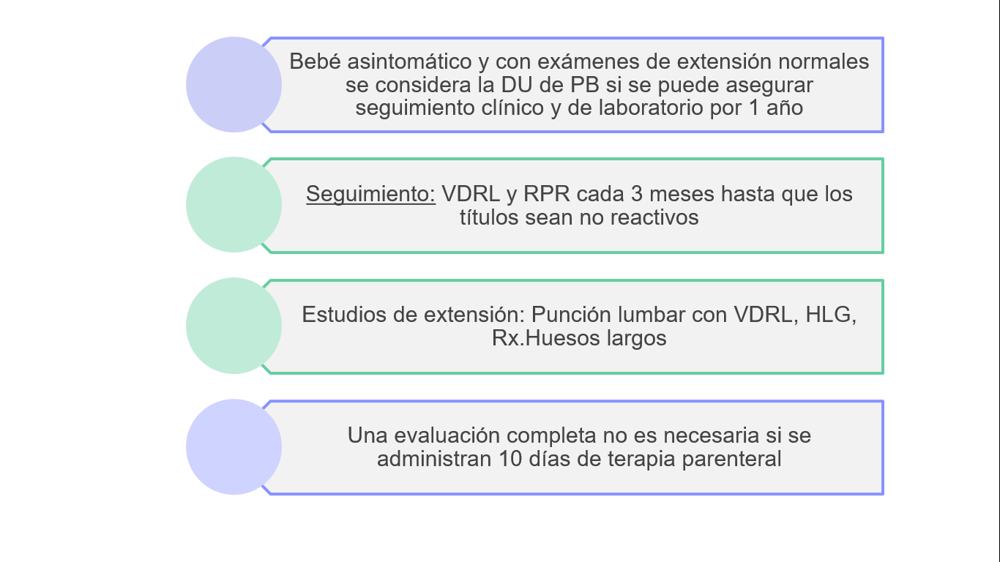 Bebé asintomático y con exámenes de extensión normales
se considera la DU de PB si se puede asegurar
seguimiento clínico y de laboratorio por 1 año
Seguimiento: VDRL y RPR cada 3 meses hasta que los
títulos sean no reactivos
Estudios de extensión: Punción lumbar con VDRL, HLG,
Rx.Huesos largos
Una evaluación completa no es necesaria si se
administran 10 días de terapia parenteral